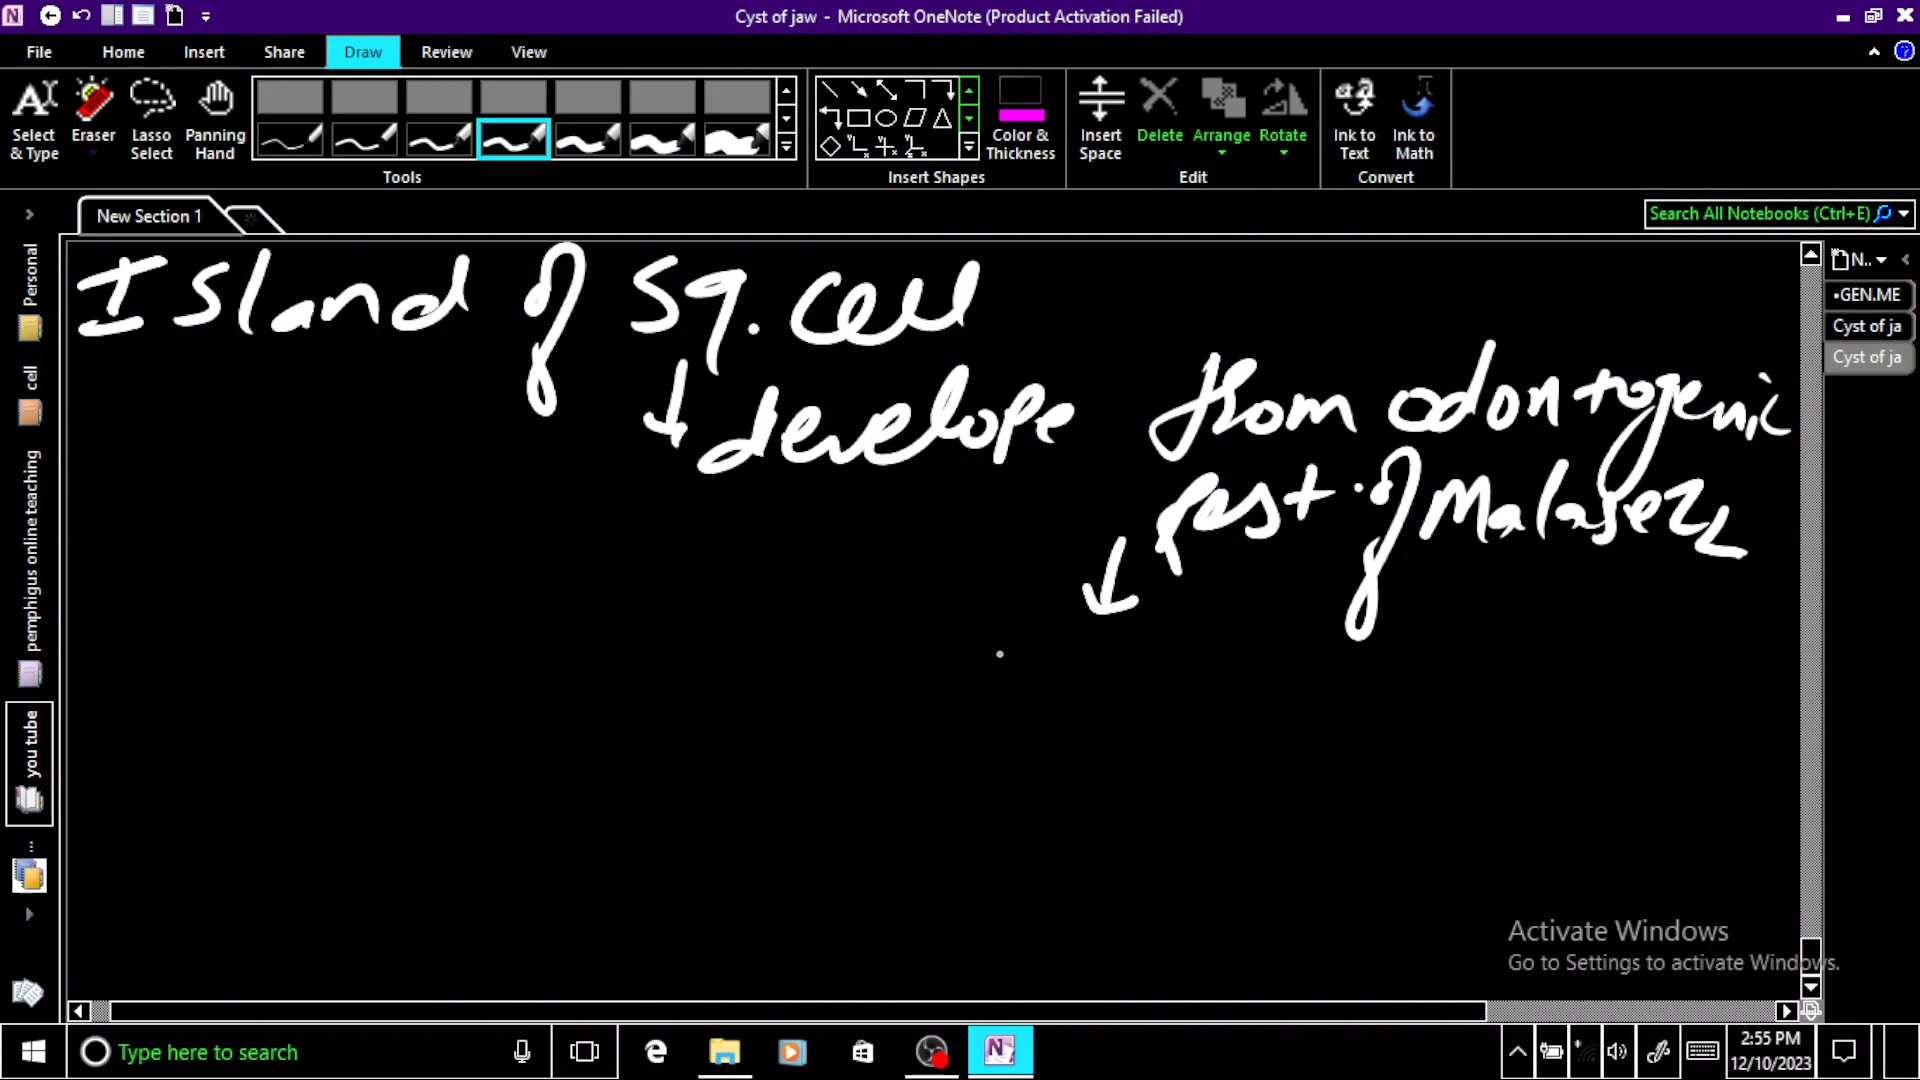 Cyst of jaw - Microsoft OneNote (Product Activation Failed)
File Home Insert Share Draw Review View
Select & Type
Eraser
Lasso Select
Panning Hand
Color & Thickness
Insert Space
Delete
Arrange
Rotate
Ink to Text
Ink to Math
Tools
Insert Shapes
Edit
Convert
New Section 1
Search All Notebooks (Ctrl+E)
Personal
cell
pemphigus online teaching
you tube
N..
GEN.ME
Cyst of ja
Cyst of ja
Island of Sq. Cell
↓ develope from odontogenic
rest of Malasezz
↓
Activate Windows
Go to Settings to activate Windows.
Type here to search
2:55 PM
12/10/2023